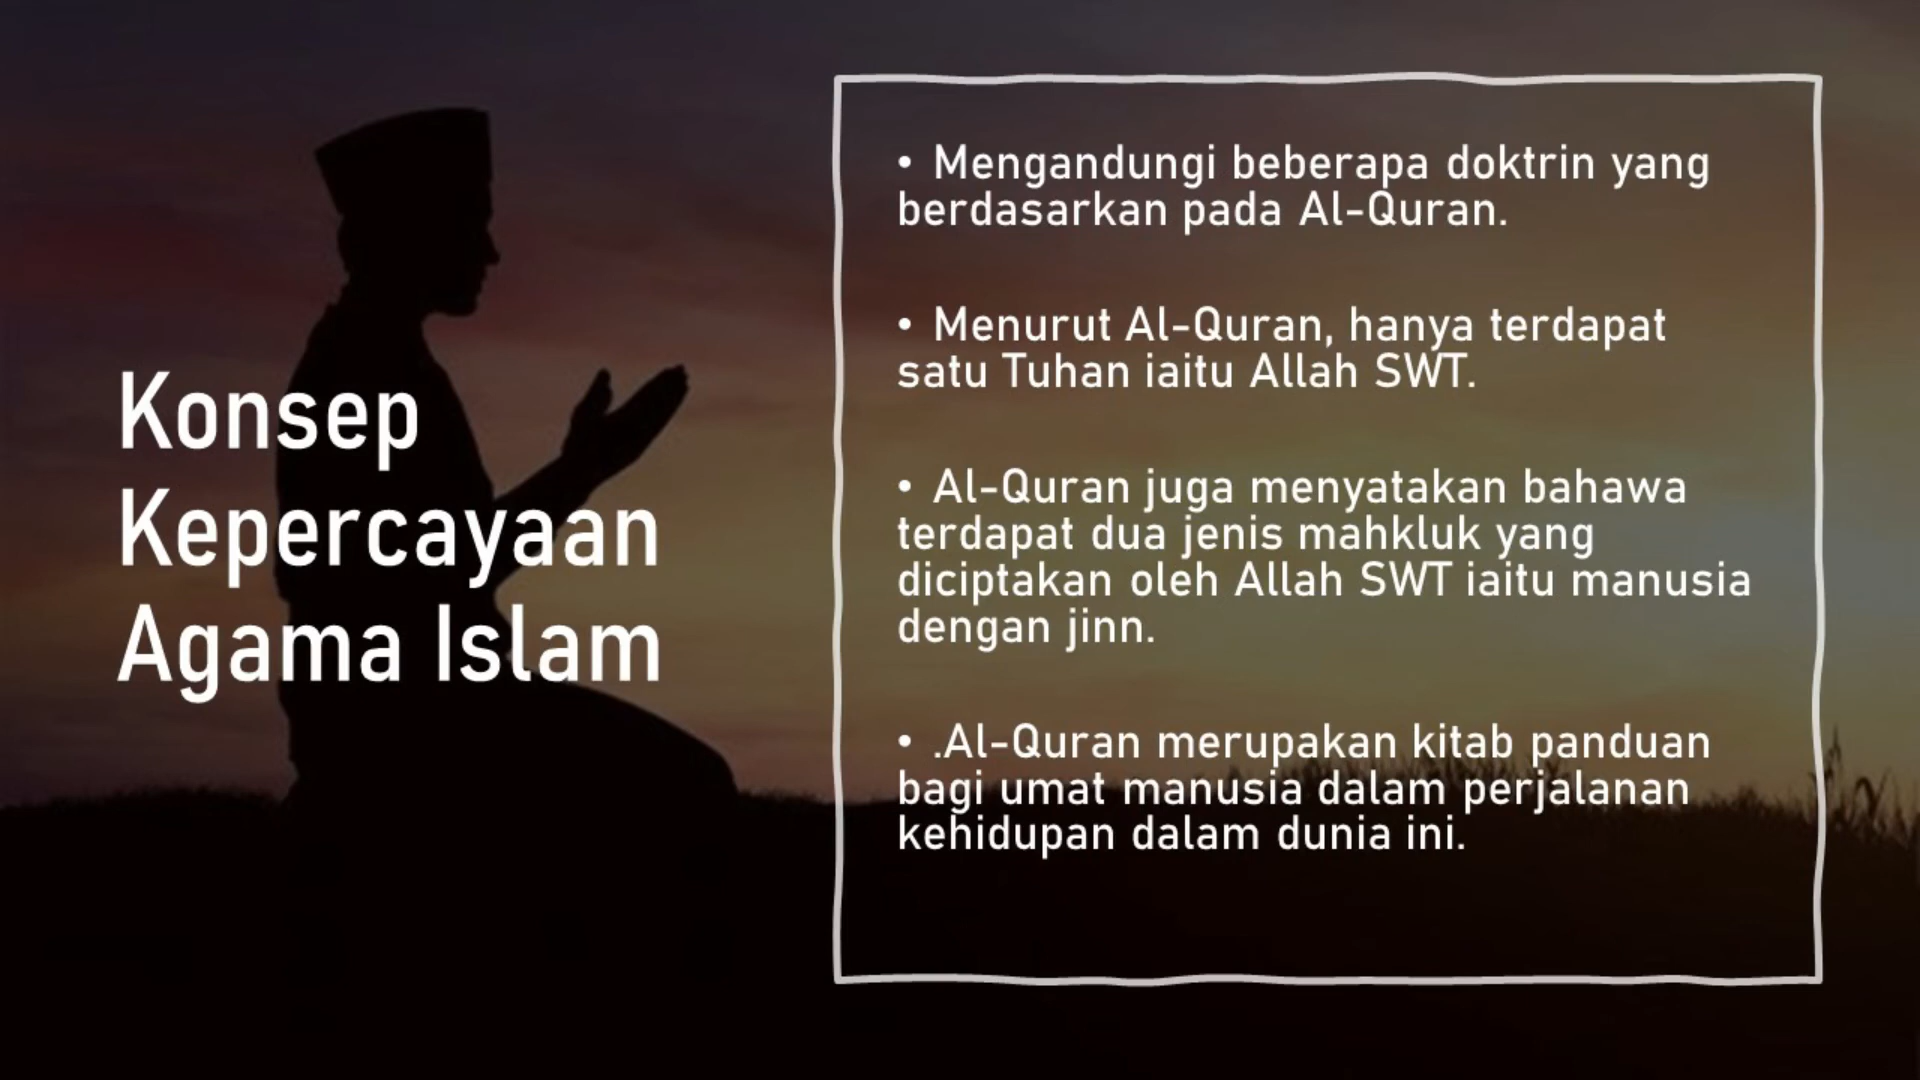 Konsep
Kepercayaan
Agama Islam
• Mengandungi beberapa doktrin yang
berdasarkan pada Al-Quran.
• Menurut Al-Quran, hanya terdapat
satu Tuhan iaitu Allah SWT.
• Al-Quran juga menyatakan bahawa
terdapat dua jenis mahkluk yang
diciptakan oleh Allah SWT iaitu manusia
dengan jinn.
• .Al-Quran merupakan kitab panduan
bagi umat manusia dalam perjalanan
kehidupan dalam dunia ini.